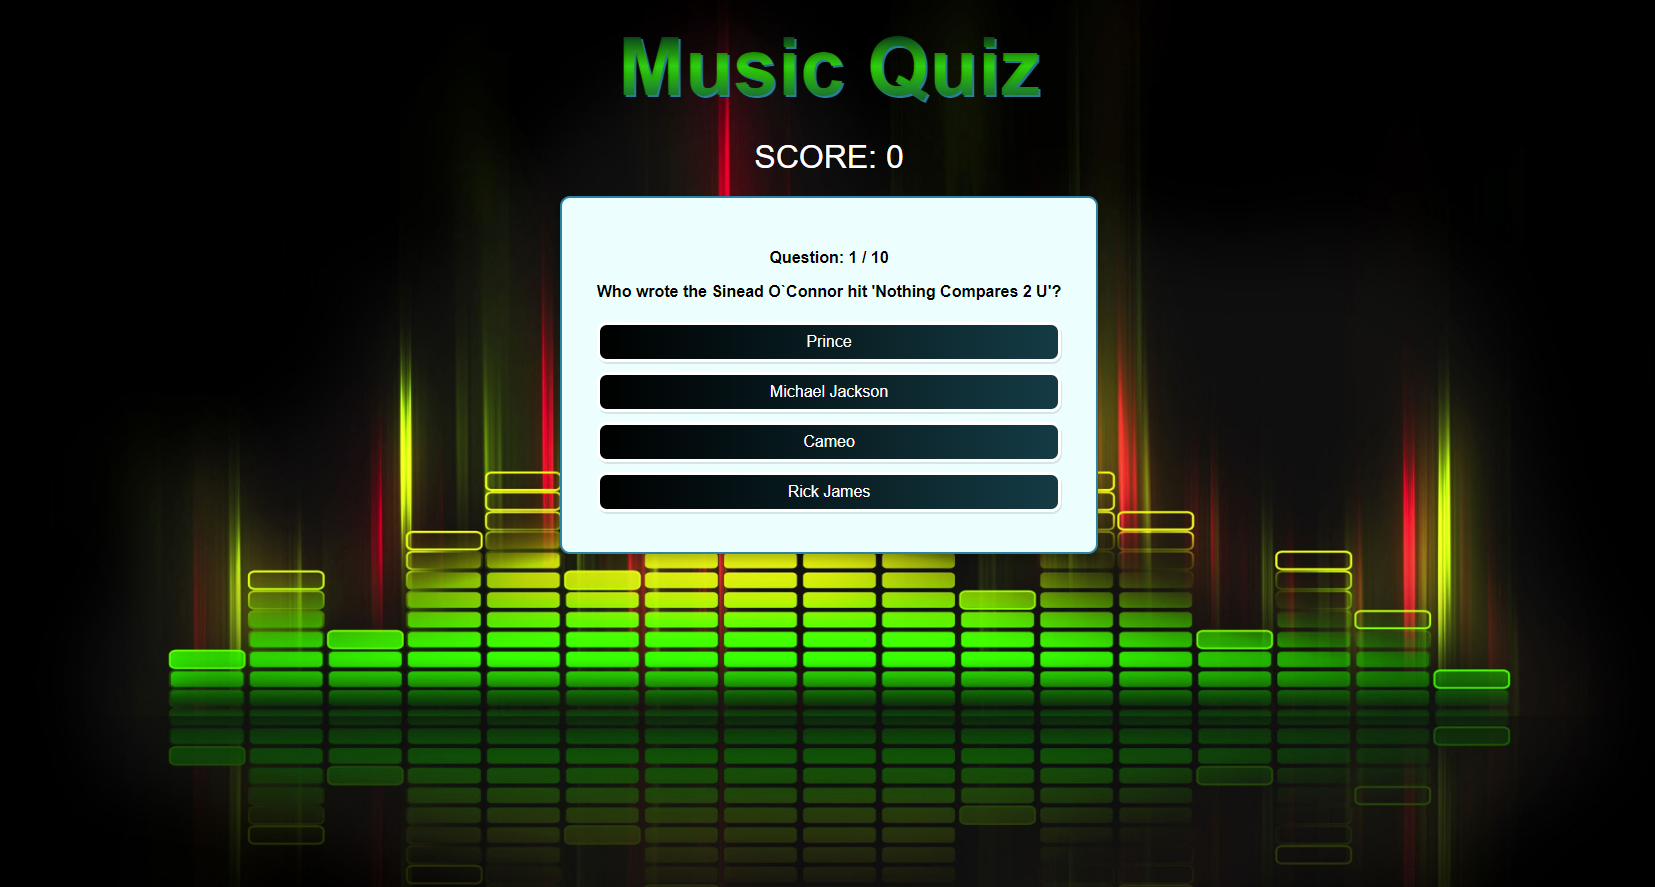 Music Quiz
SCORE: 0
Question: 1 / 10
Who wrote the Sinead O`Connor hit 'Nothing Compares 2 U'?
Prince
Michael Jackson
Cameo
Rick James